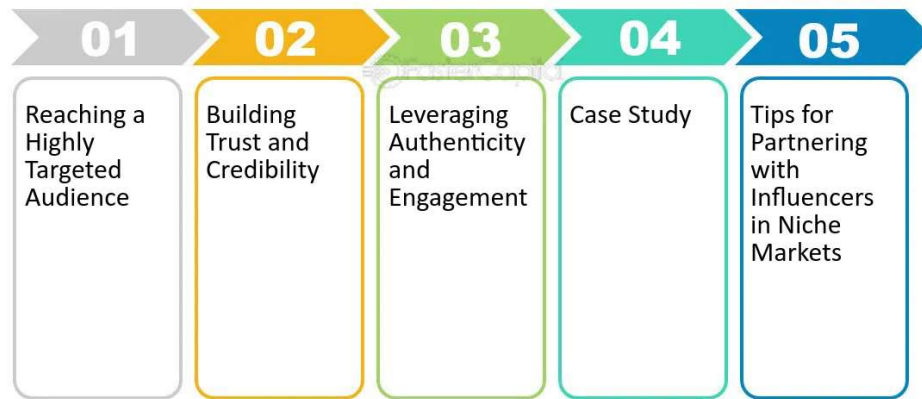 01
02
03
04
05
FasterCapital
Reaching a
Highly
Targeted
Audience
Building
Trust and
Credibility
Leveraging
Authenticity
and
Engagement
Case Study
Tips for
Partnering
with
Influencers
in Niche
Markets